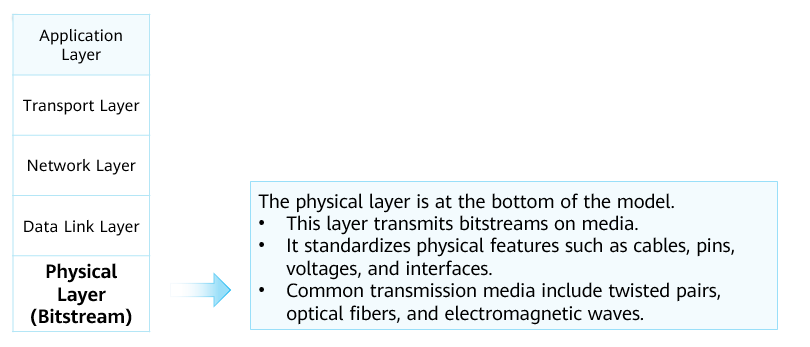 Application
Layer
Transport Layer
Network Layer
Data Link Layer
Physical
Layer
(Bitstream)
The physical layer is at the bottom of the model.
• This layer transmits bitstreams on media.
• It standardizes physical features such as cables, pins,
voltages, and interfaces.
• Common transmission media include twisted pairs,
optical fibers, and electromagnetic waves.